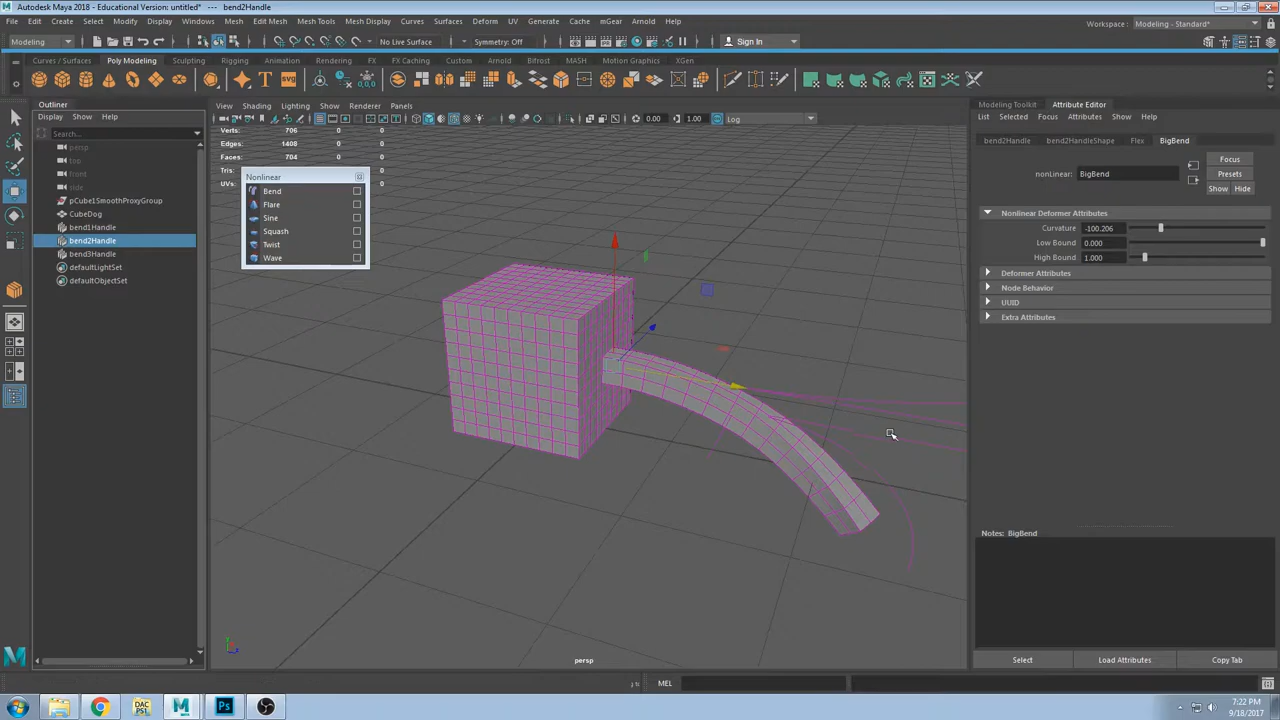 Autodesk Maya 2018 - Educational Version: untitled*   ---   bend2Handle
File Edit Create Select Modify Display Windows Mesh Edit Mesh Mesh Tools Mesh Display Curves Surfaces Deform UV Generate Cache mGear Arnold Help
Workspace : Modeling - Standard*
Modeling No Live Surface Symmetry: Off Sign In
Curves / Surfaces Poly Modeling Sculpting Rigging Animation Rendering FX FX Caching Custom Arnold Bifrost MASH Motion Graphics XGen
Outliner
Display Show Help
Search...
persp
top
front
side
pCube1SmoothProxyGroup
CubeDog
bend1Handle
bend2Handle
bend3Handle
defaultLightSet
defaultObjectSet
View Shading Lighting Show Renderer Panels
0.00 1.00 Log
Verts: 706 0 0
Edges: 1408 0 0
Faces: 704 0 0
Tris: 0
UVs: 0
Nonlinear
Bend
Flare
Sine
Squash
Twist
Wave
persp
Modeling Toolkit Attribute Editor
List Selected Focus Attributes Show Help
bend2Handle bend2HandleShape Flex BigBend
nonLinear: BigBend
Focus
Presets
Show Hide
Nonlinear Deformer Attributes
Curvature -100.206
Low Bound 0.000
High Bound 1.000
Deformer Attributes
Node Behavior
UUID
Extra Attributes
Notes: BigBend
Select Load Attributes Copy Tab
MEL
7:22 PM
9/18/2017